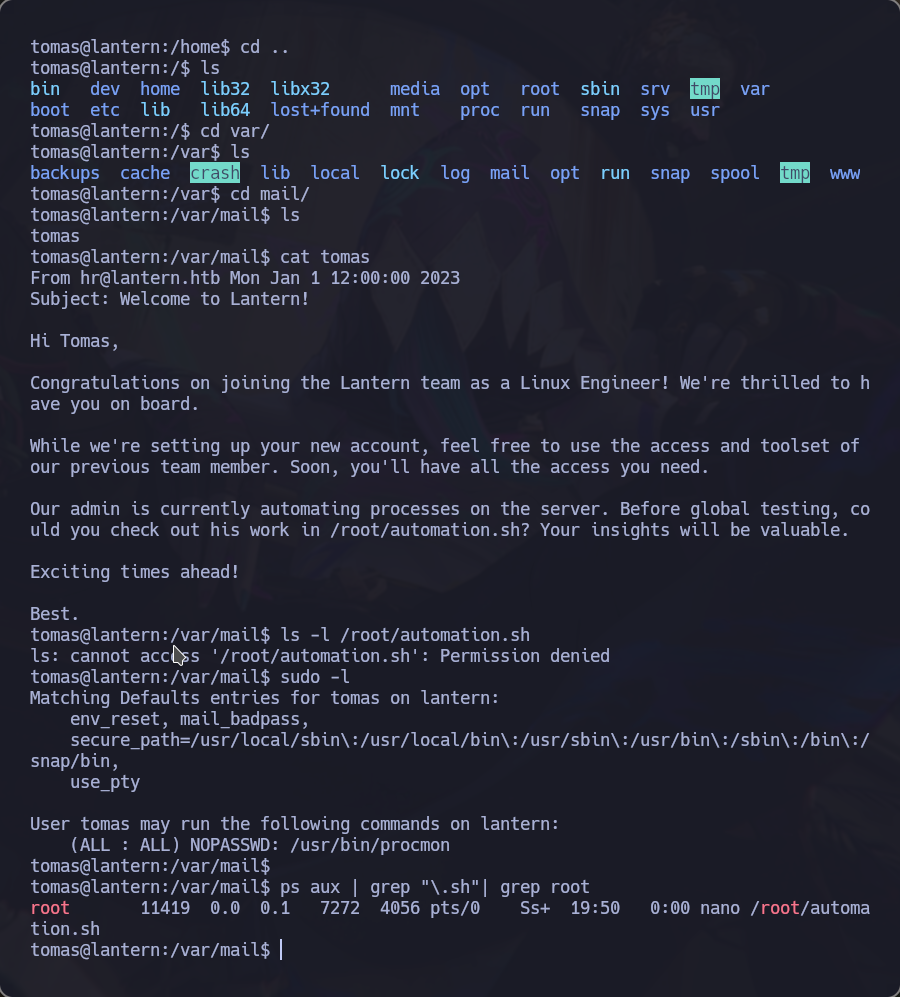 tomas@lantern:/home$ cd ..
tomas@lantern:/$ ls
bin   dev  home  lib32  libx32      media  opt   root  sbin  srv  tmp  var
boot  etc  lib   lib64  lost+found  mnt    proc  run   snap  sys  usr
tomas@lantern:/$ cd var/
tomas@lantern:/var$ ls
backups  cache  crash  lib  local  lock  log  mail  opt  run  snap  spool  tmp  www
tomas@lantern:/var$ cd mail/
tomas@lantern:/var/mail$ ls
tomas
tomas@lantern:/var/mail$ cat tomas
From hr@lantern.htb Mon Jan 1 12:00:00 2023
Subject: Welcome to Lantern!

Hi Tomas,

Congratulations on joining the Lantern team as a Linux Engineer! We're thrilled to h
ave you on board.

While we're setting up your new account, feel free to use the access and toolset of
our previous team member. Soon, you'll have all the access you need.

Our admin is currently automating processes on the server. Before global testing, co
uld you check out his work in /root/automation.sh? Your insights will be valuable.

Exciting times ahead!

Best.
tomas@lantern:/var/mail$ ls -l /root/automation.sh
ls: cannot access '/root/automation.sh': Permission denied
tomas@lantern:/var/mail$ sudo -l
Matching Defaults entries for tomas on lantern:
    env_reset, mail_badpass,
    secure_path=/usr/local/sbin\:/usr/local/bin\:/usr/sbin\:/usr/bin\:/sbin\:/bin\:/
snap/bin,
    use_pty

User tomas may run the following commands on lantern:
    (ALL : ALL) NOPASSWD: /usr/bin/procmon
tomas@lantern:/var/mail$
tomas@lantern:/var/mail$ ps aux | grep "\.sh"| grep root
root       11419  0.0  0.1   7272  4056 pts/0    Ss+  19:50   0:00 nano /root/automa
tion.sh
tomas@lantern:/var/mail$